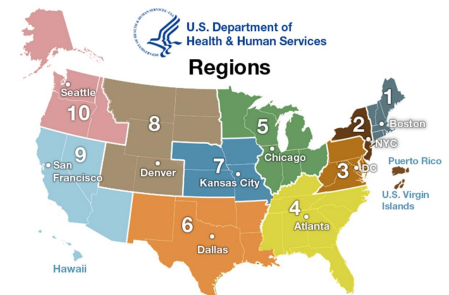 U.S. Department of
Health & Human Services
Regions
Seattle
10
9
San
Francisco
8
Denver
7
Kansas City
6
Dallas
5
Chicago
4
Atlanta
3
DC
2
NYC
1
Boston
Puerto Rico
U.S. Virgin
Islands
Hawaii